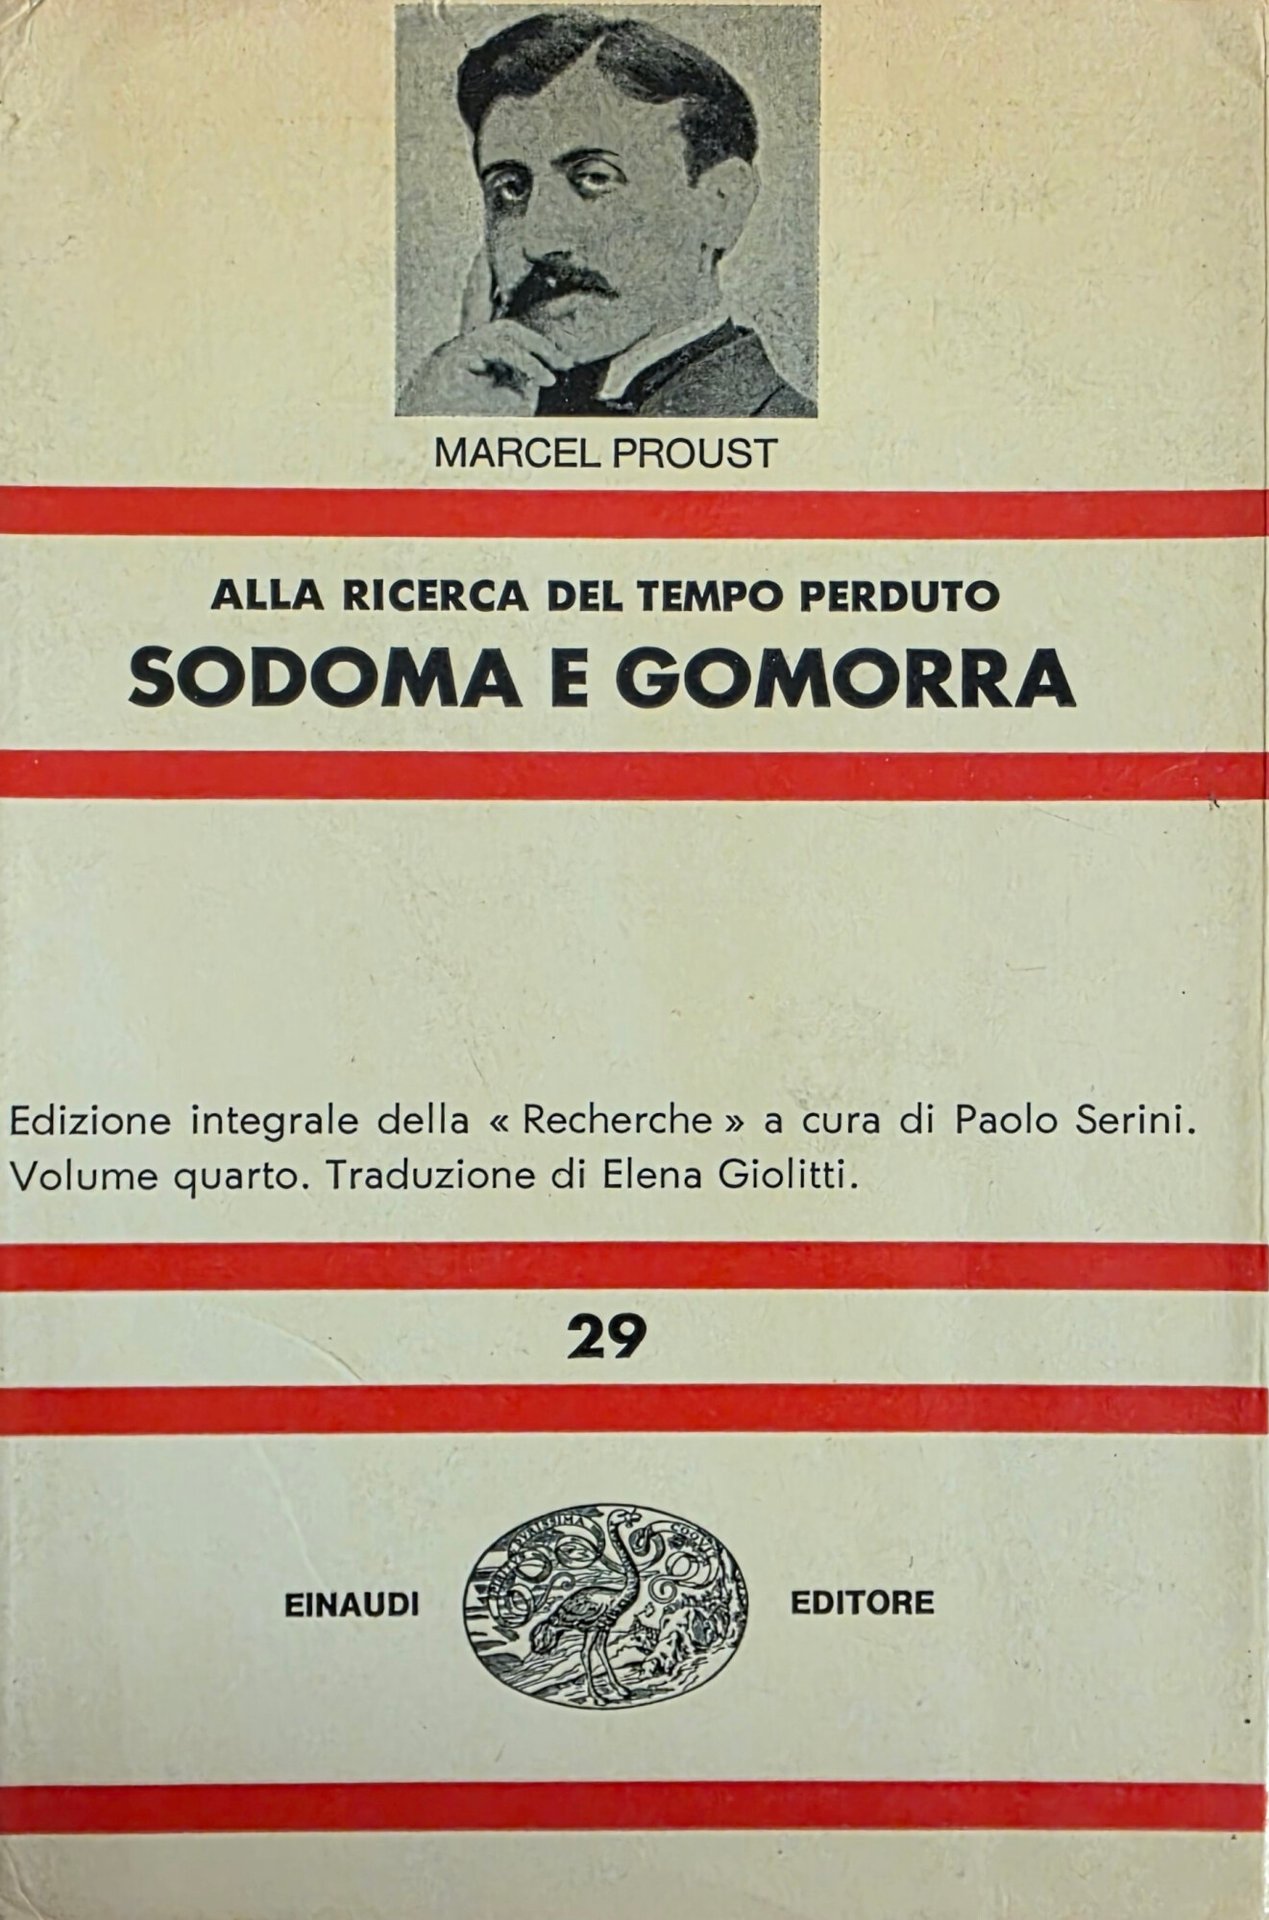 MARCEL PROUST
ALLA RICERCA DEL TEMPO PERDUTO
SODOMA E GOMORRA
Edizione integrale della « Recherche » a cura di Paolo Serini.
Volume quarto. Traduzione di Elena Giolitti.
29
EINAUDI EDITORE